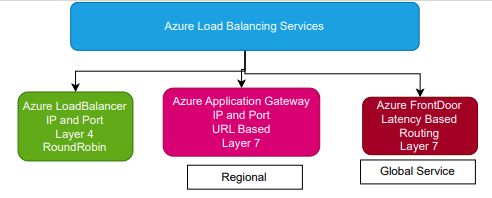 Azure Load Balancing Services
Azure LoadBalancer
IP and Port
Layer 4
RoundRobin
Azure Application Gateway
IP and Port
URL Based
Layer 7
Azure FrontDoor
Latency Based
Routing
Layer 7
Regional
Global Service